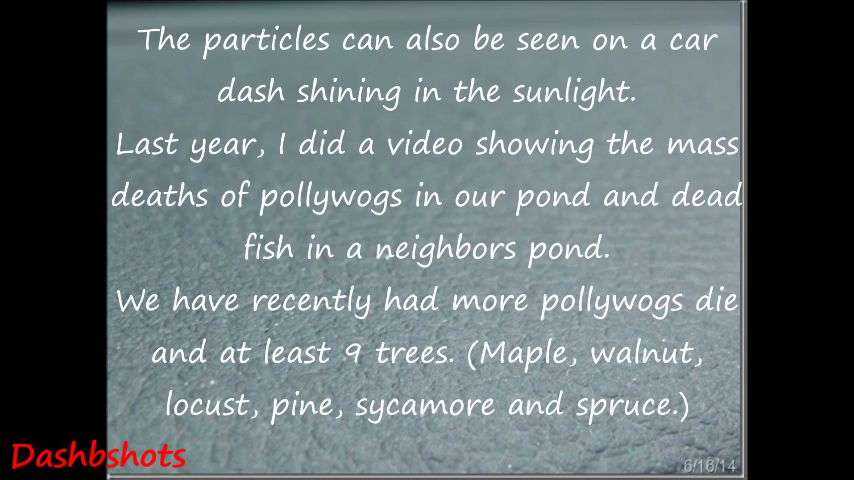 The particles can also be seen on a car
dash shining in the sunlight.
Last year, I did a video showing the mass
deaths of pollywogs in our pond and dead
fish in a neighbors pond.
We have recently had more pollywogs die
and at least 9 trees. (Maple, walnut,
locust, pine, sycamore and spruce.)
Dashbshots
6/16/14